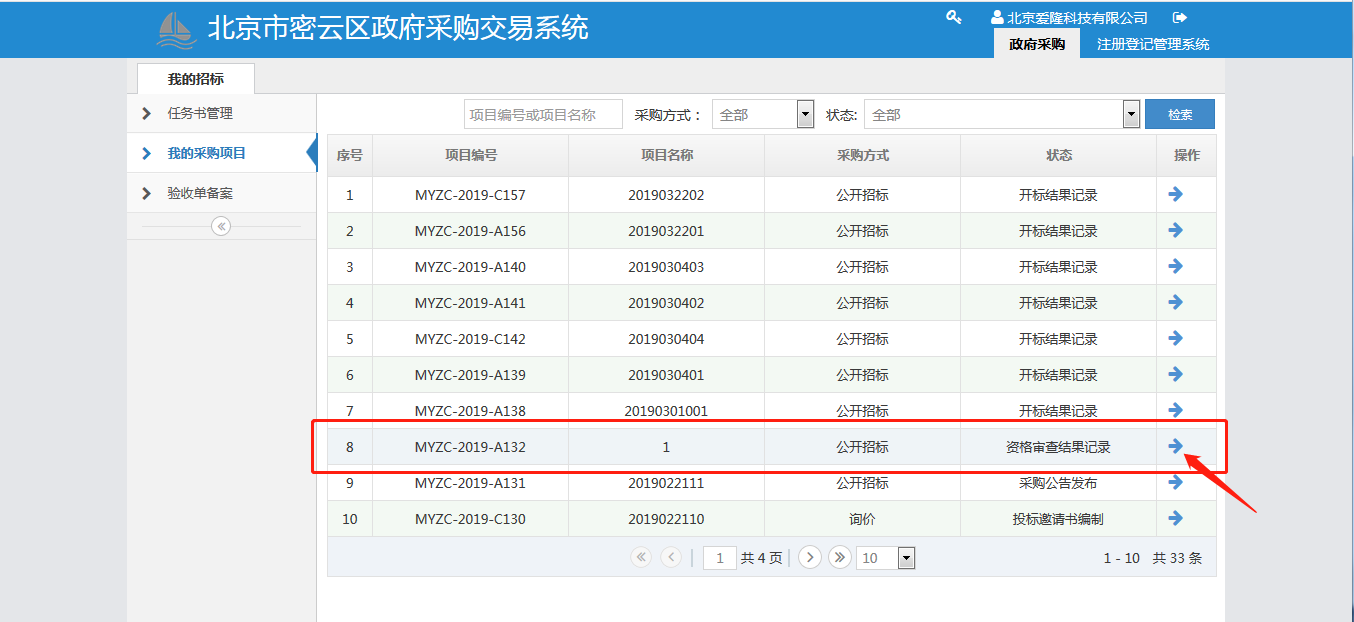 北京市密云区政府采购交易系统
北京爱隆科技有限公司
政府采购 注册登记管理系统
我的招标
任务书管理
我的采购项目
验收单备案
项目编号或项目名称 采购方式： 全部 状态: 全部 检索
序号 项目编号 项目名称 采购方式 状态 操作
1 MYZC-2019-C157 2019032202 公开招标 开标结果记录
2 MYZC-2019-A156 2019032201 公开招标 开标结果记录
3 MYZC-2019-A140 2019030403 公开招标 开标结果记录
4 MYZC-2019-A141 2019030402 公开招标 开标结果记录
5 MYZC-2019-C142 2019030404 公开招标 开标结果记录
6 MYZC-2019-A139 2019030401 公开招标 开标结果记录
7 MYZC-2019-A138 20190301001 公开招标 开标结果记录
8 MYZC-2019-A132 1 公开招标 资格审查结果记录
9 MYZC-2019-A131 2019022111 公开招标 采购公告发布
10 MYZC-2019-C130 2019022110 询价 投标邀请书编制
1 共 4 页 10 1 - 10 共 33 条